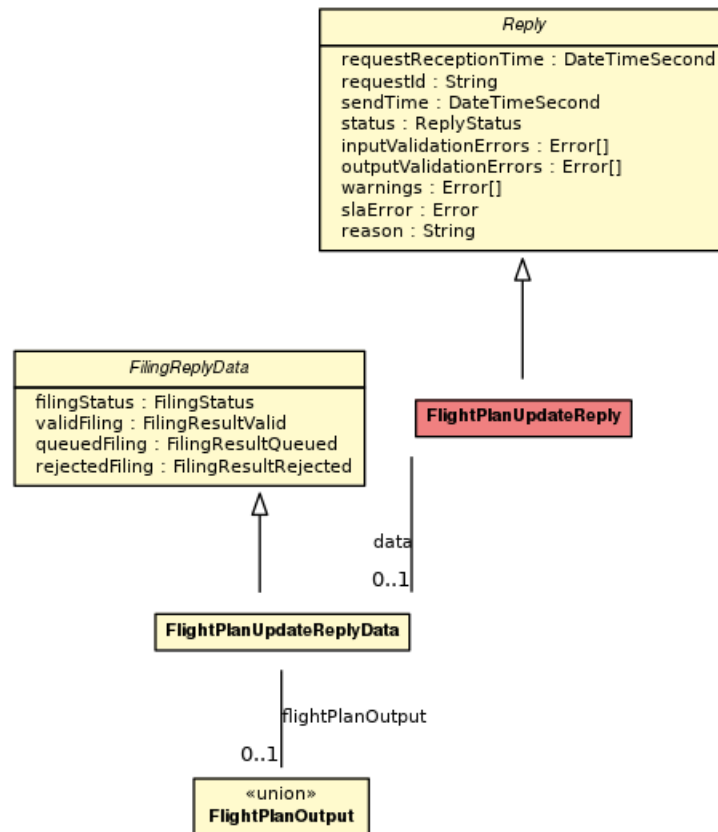 Reply
requestReceptionTime : DateTimeSecond
requestId : String
sendTime : DateTimeSecond
status : ReplyStatus
inputValidationErrors : Error[]
outputValidationErrors : Error[]
warnings : Error[]
slaError : Error
reason : String
FilingReplyData
filingStatus : FilingStatus
validFiling : FilingResultValid
queuedFiling : FilingResultQueued
rejectedFiling : FilingResultRejected
FlightPlanUpdateReply
data
0..1
FlightPlanUpdateReplyData
flightPlanOutput
0..1
«union»
FlightPlanOutput